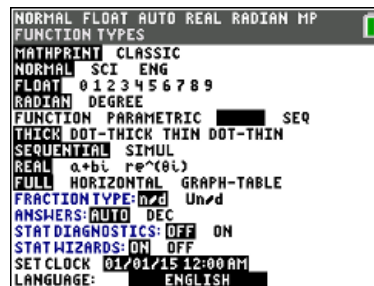 NORMAL FLOAT AUTO REAL RADIAN MP
FUNCTION TYPES
MATHPRINT CLASSIC
NORMAL SCI ENG
FLOAT 0 1 2 3 4 5 6 7 8 9
RADIAN DEGREE
FUNCTION PARAMETRIC SEQ
THICK DOT-THICK THIN DOT-THIN
SEQUENTIAL SIMUL
REAL a+bi re^(θi)
FULL HORIZONTAL GRAPH-TABLE
FRACTION TYPE: n/d Un/d
ANSWERS: AUTO DEC
STAT DIAGNOSTICS: OFF ON
STAT WIZARDS: ON OFF
SET CLOCK 01/01/15 12:00 AM
LANGUAGE: ENGLISH